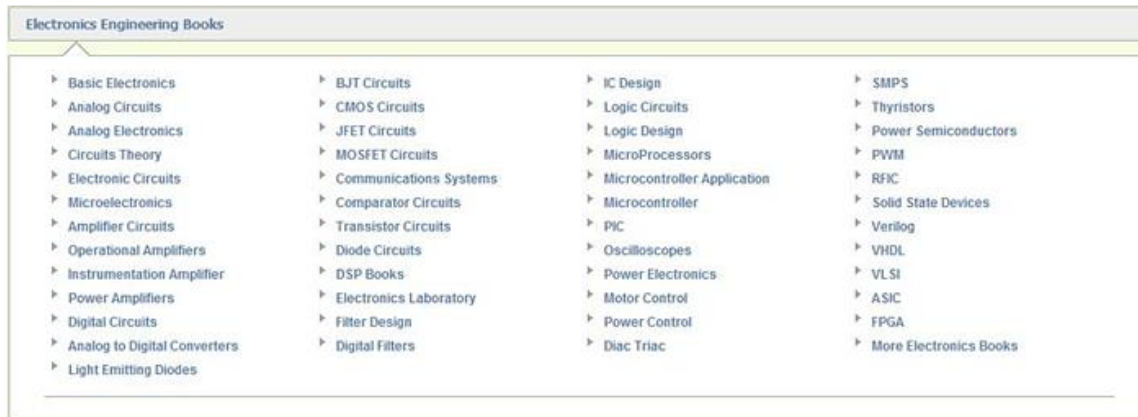 Electronics Engineering Books
Basic Electronics
Analog Circuits
Analog Electronics
Circuits Theory
Electronic Circuits
Microelectronics
Amplifier Circuits
Operational Amplifiers
Instrumentation Amplifier
Power Amplifiers
Digital Circuits
Analog to Digital Converters
Light Emitting Diodes
BJT Circuits
CMOS Circuits
JFET Circuits
MOSFET Circuits
Communications Systems
Comparator Circuits
Transistor Circuits
Diode Circuits
DSP Books
Electronics Laboratory
Filter Design
Digital Filters
IC Design
Logic Circuits
Logic Design
MicroProcessors
Microcontroller Application
Microcontroller
PIC
Oscilloscopes
Power Electronics
Motor Control
Power Control
Diac Triac
SMPS
Thyristors
Power Semiconductors
PWM
RFIC
Solid State Devices
Verilog
VHDL
VLSI
ASIC
FPGA
More Electronics Books